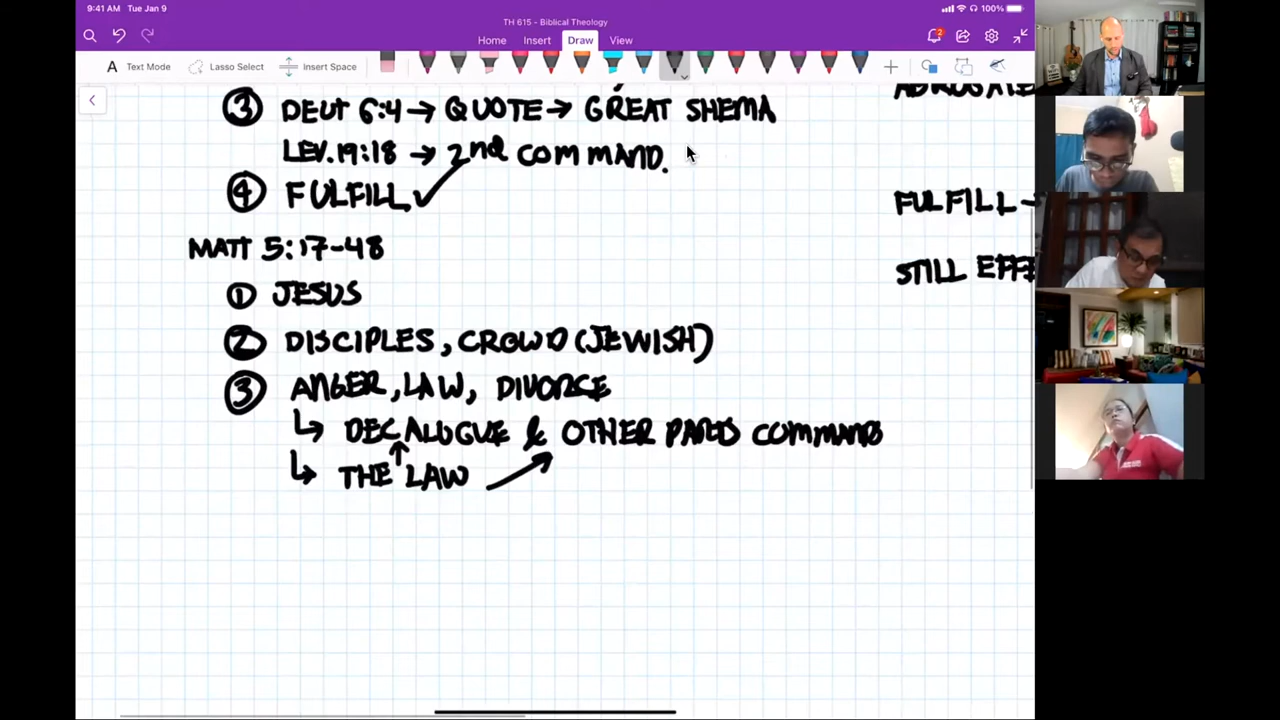 9:41 AM Tue Jan 9
100%
TH 615 - Biblical Theology
Home Insert Draw View
2
Text Mode Lasso Select Insert Space
③ DEUT 6:4 → QUOTE → GREAT SHEMA
LEV. 19:18 → 2nd COMMAND.
④ FULFILL ✓
MATT 5:17-48
① JESUS
② DISCIPLES, CROWD (JEWISH)
③ ANGER, LAW, DIVORCE
↳ DECALOGUE & OTHER COMMANDS
↳ THE LAW
FULFILL →
STILL